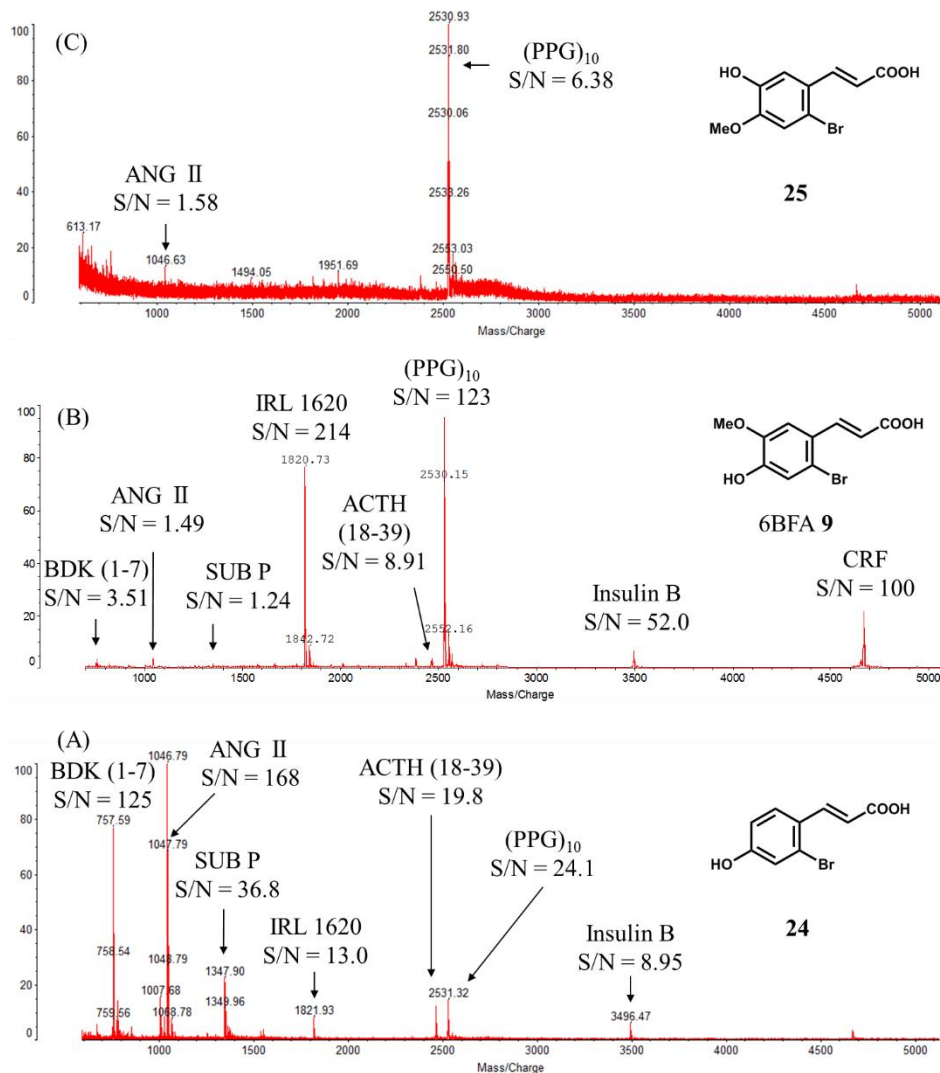 (C)
2530.93
2531.80
2530.06
2533.26
2553.03
2550.50
(PPG)10
S/N = 6.38
HO
COOH
MeO
Br
25
ANG II
S/N = 1.58
613.17
1046.63
1494.05
1951.69
100
80
60
40
20
0
1000 1500 2000 2500 3000 3500 4000 4500 5000
Mass/Charge
(B)
(PPG)10
S/N = 123
IRL 1620
S/N = 214
1820.73
2530.15
ACTH
(18-39)
S/N = 8.91
ANG II
S/N = 1.49
BDK (1-7)
S/N = 3.51
SUB P
S/N = 1.24
1842.72
2552.16
Insulin B
S/N = 52.0
CRF
S/N = 100
MeO
COOH
HO
Br
6BFA 9
100
80
60
40
20
0
1000 1500 2000 2500 3000 3500 4000 4500 5000
Mass/Charge
(A)
BDK (1-7)
S/N = 125
757.59
1046.79
ANG II
S/N = 168
1047.79
SUB P
S/N = 36.8
IRL 1620
S/N = 13.0
ACTH (18-39)
S/N = 19.8
(PPG)10
S/N = 24.1
Insulin B
S/N = 8.95
COOH
HO
Br
24
758.54
1048.79
1007.68
759.56
1068.78
1347.90
1349.96
1821.93
2531.32
3496.47
100
80
60
40
20
0
1000 1500 2000 2500 3000 3500 4000 4500 5000
Mass/Charge